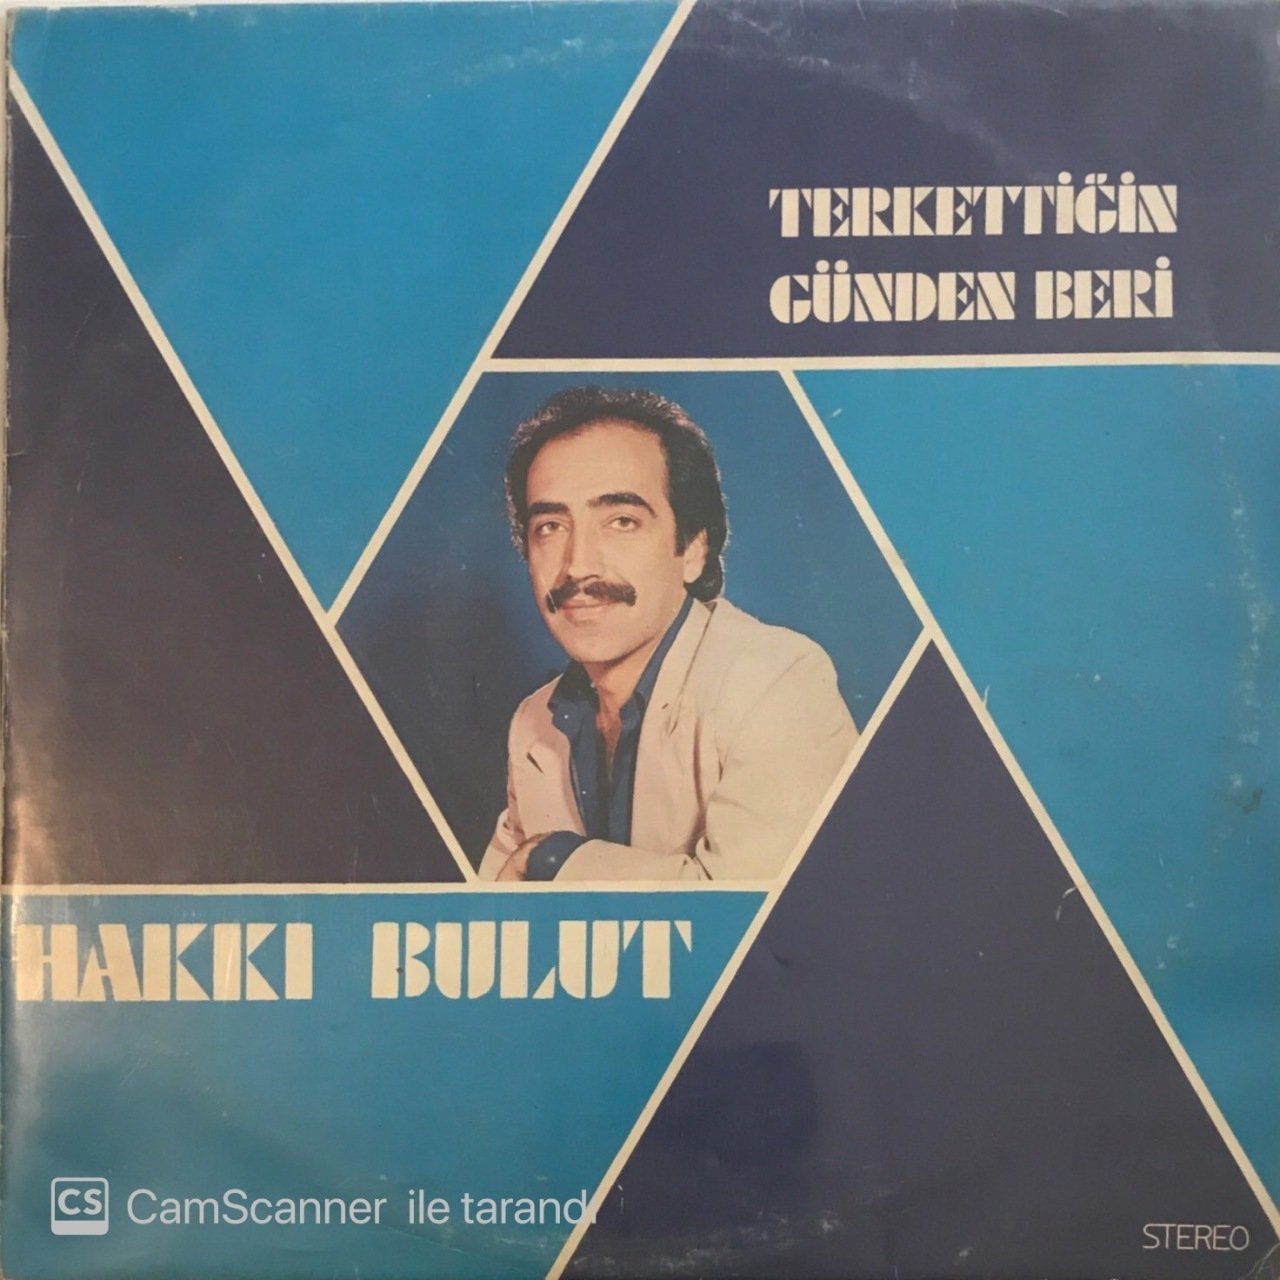 TERKETTİĞİN
GÜNDEN BERİ
HAKKI BULUT
CS CamScanner ile tarandı
STEREO